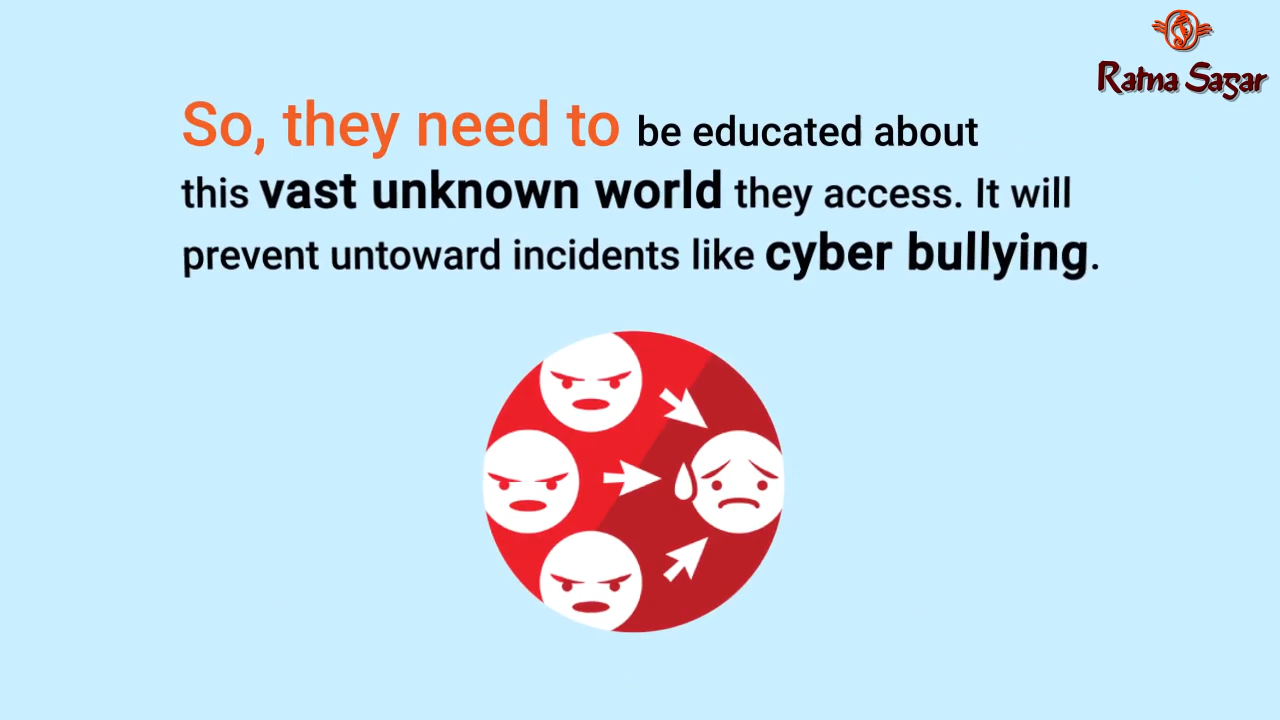 Ratna Sagar
So, they need to be educated about
this vast unknown world they access. It will
prevent untoward incidents like cyber bullying.